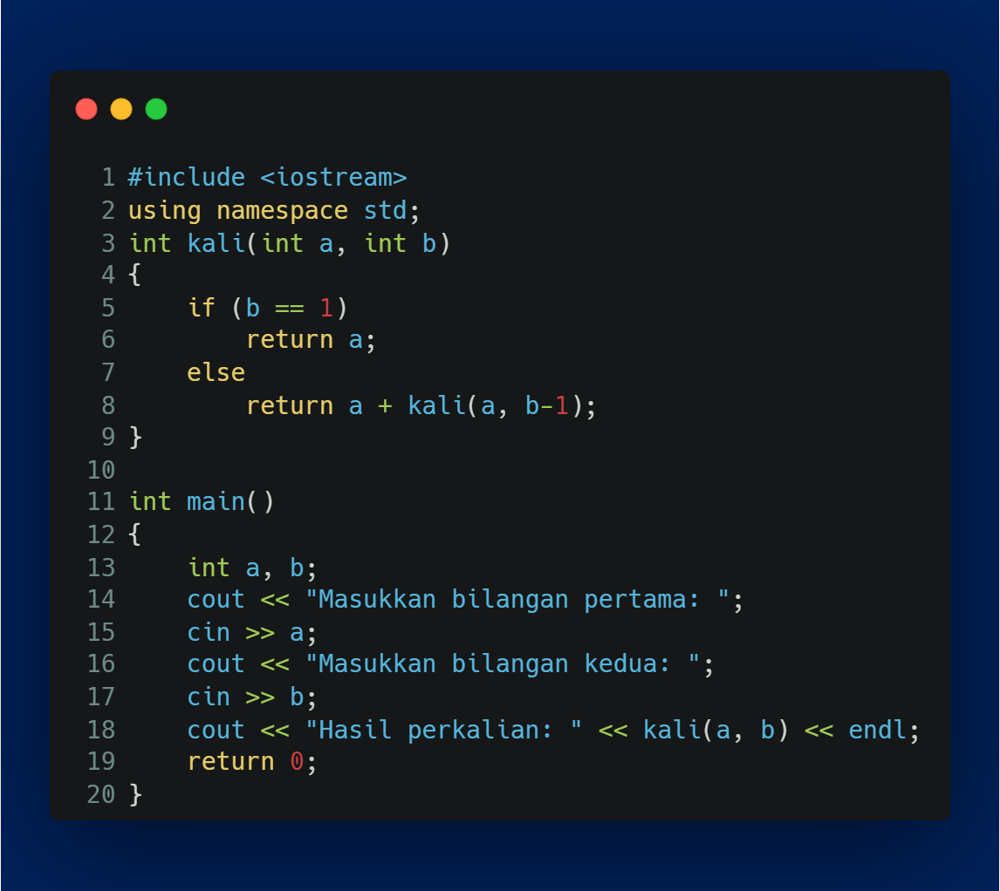 1 #include <iostream>
2 using namespace std;
3 int kali(int a, int b)
4 {
5     if (b == 1)
6         return a;
7     else
8         return a + kali(a, b-1);
9 }
10
11 int main()
12 {
13     int a, b;
14     cout << "Masukkan bilangan pertama: ";
15     cin >> a;
16     cout << "Masukkan bilangan kedua: ";
17     cin >> b;
18     cout << "Hasil perkalian: " << kali(a, b) << endl;
19     return 0;
20 }